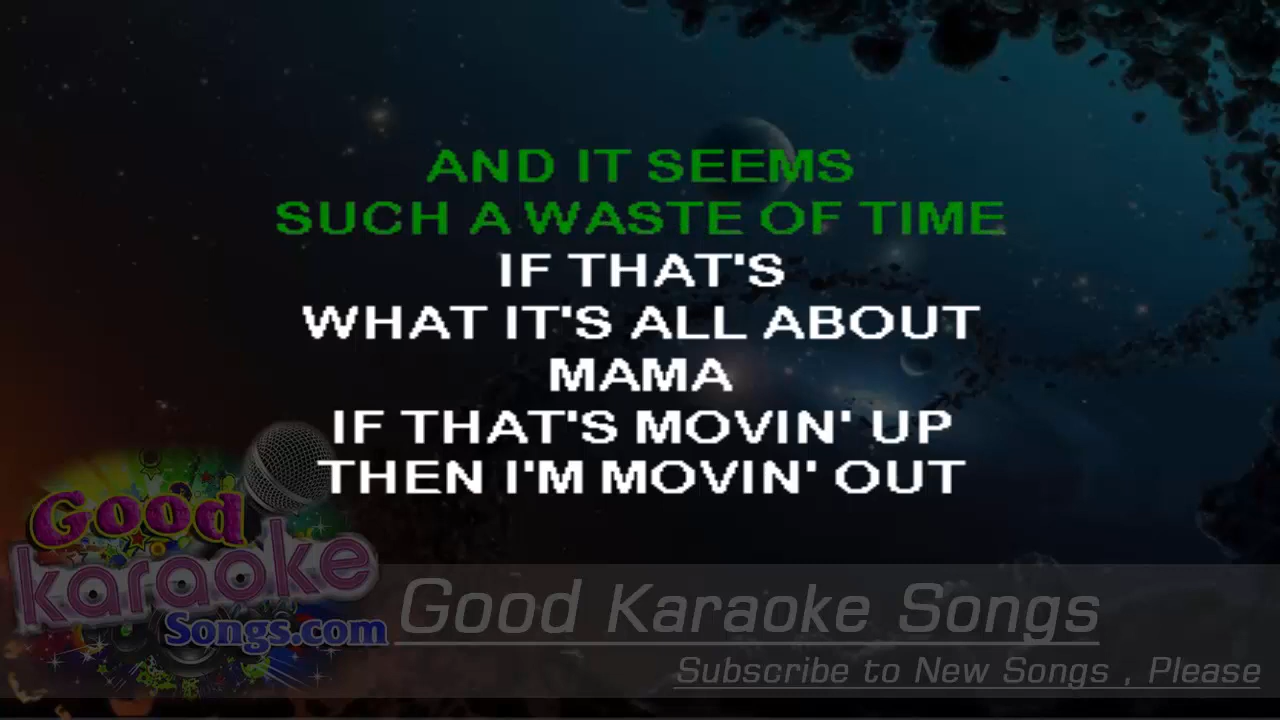 AND IT SEEMS
SUCH A WASTE OF TIME
IF THAT'S
WHAT IT'S ALL ABOUT
MAMA
IF THAT'S MOVIN' UP
THEN I'M MOVIN' OUT
Good
karaoke
Songs.com
Good Karaoke Songs
Subscribe to New Songs , Please